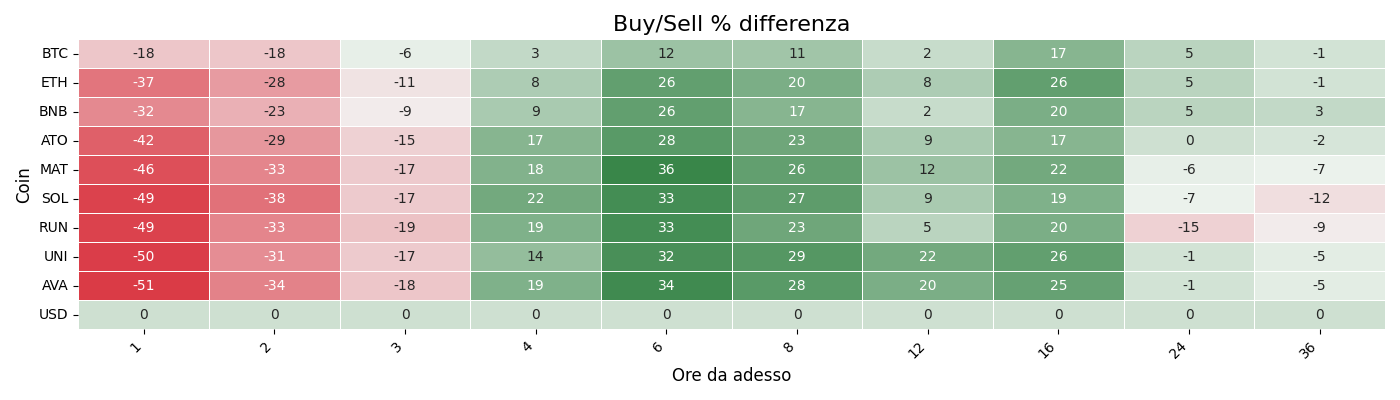 Buy/Sell % differenza
Coin
BTC -18 -18 -6 3 12 11 2 17 5 -1
ETH -37 -28 -11 8 26 20 8 26 5 -1
BNB -32 -23 -9 9 26 17 2 20 5 3
ATO -42 -29 -15 17 28 23 9 17 0 -2
MAT -46 -33 -17 18 36 26 12 22 -6 -7
SOL -49 -38 -17 22 33 27 9 19 -7 -12
RUN -49 -33 -19 19 33 23 5 20 -15 -9
UNI -50 -31 -17 14 32 29 22 26 -1 -5
AVA -51 -34 -18 19 34 28 20 25 -1 -5
USD 0 0 0 0 0 0 0 0 0 0
1 2 3 4 6 8 12 16 24 36
Ore da adesso